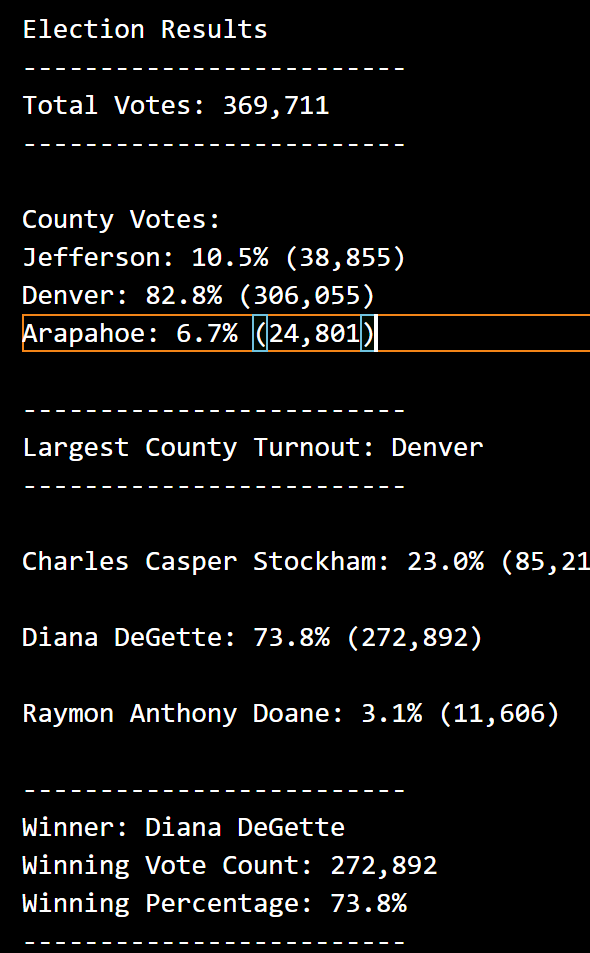 Election Results
-------------------------
Total Votes: 369,711
-------------------------
County Votes:
Jefferson: 10.5% (38,855)
Denver: 82.8% (306,055)
Arapahoe: 6.7% (24,801)
-------------------------
Largest County Turnout: Denver
-------------------------
Charles Casper Stockham: 23.0% (85,21
Diana DeGette: 73.8% (272,892)
Raymon Anthony Doane: 3.1% (11,606)
-------------------------
Winner: Diana DeGette
Winning Vote Count: 272,892
Winning Percentage: 73.8%
-------------------------